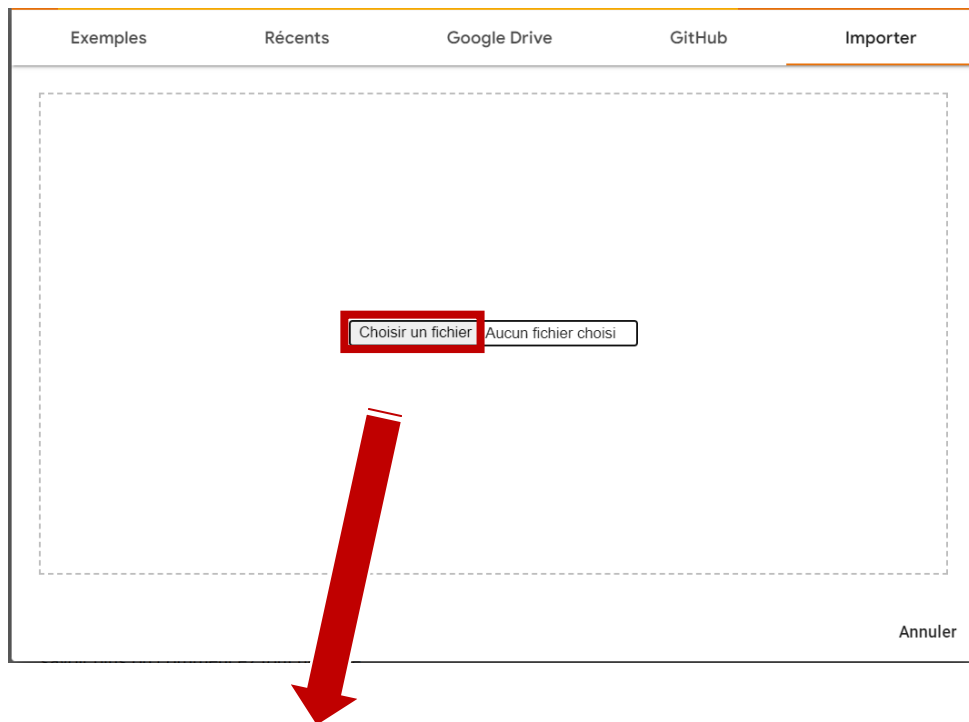 Exemples Récents Google Drive GitHub Importer
Choisir un fichier Aucun fichier choisi
Annuler